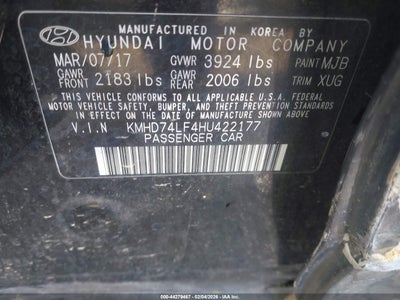 MANUFACTURED IN KOREA BY
HYUNDAI MOTOR COMPANY
MAR/07/17 GVWR 3924 lbs PAINT MJB
GAWR FRONT 2183 lbs GAWR REAR 2006 lbs TRIM XUG
THIS VEHICLE CONFORMS TO ALL APPLICABLE FEDERAL
MOTOR VEHICLE SAFETY, BUMPER, AND THEFT PREVENTION STANDARDS
IN EFFECT ON THE DATE OF MANUFACTURE SHOWN ABOVE.
V.I.N KMHD74LF4HU422177
PASSENGER CAR
000-44279467 - 02/04/2026 - IAA Holdings, LLC